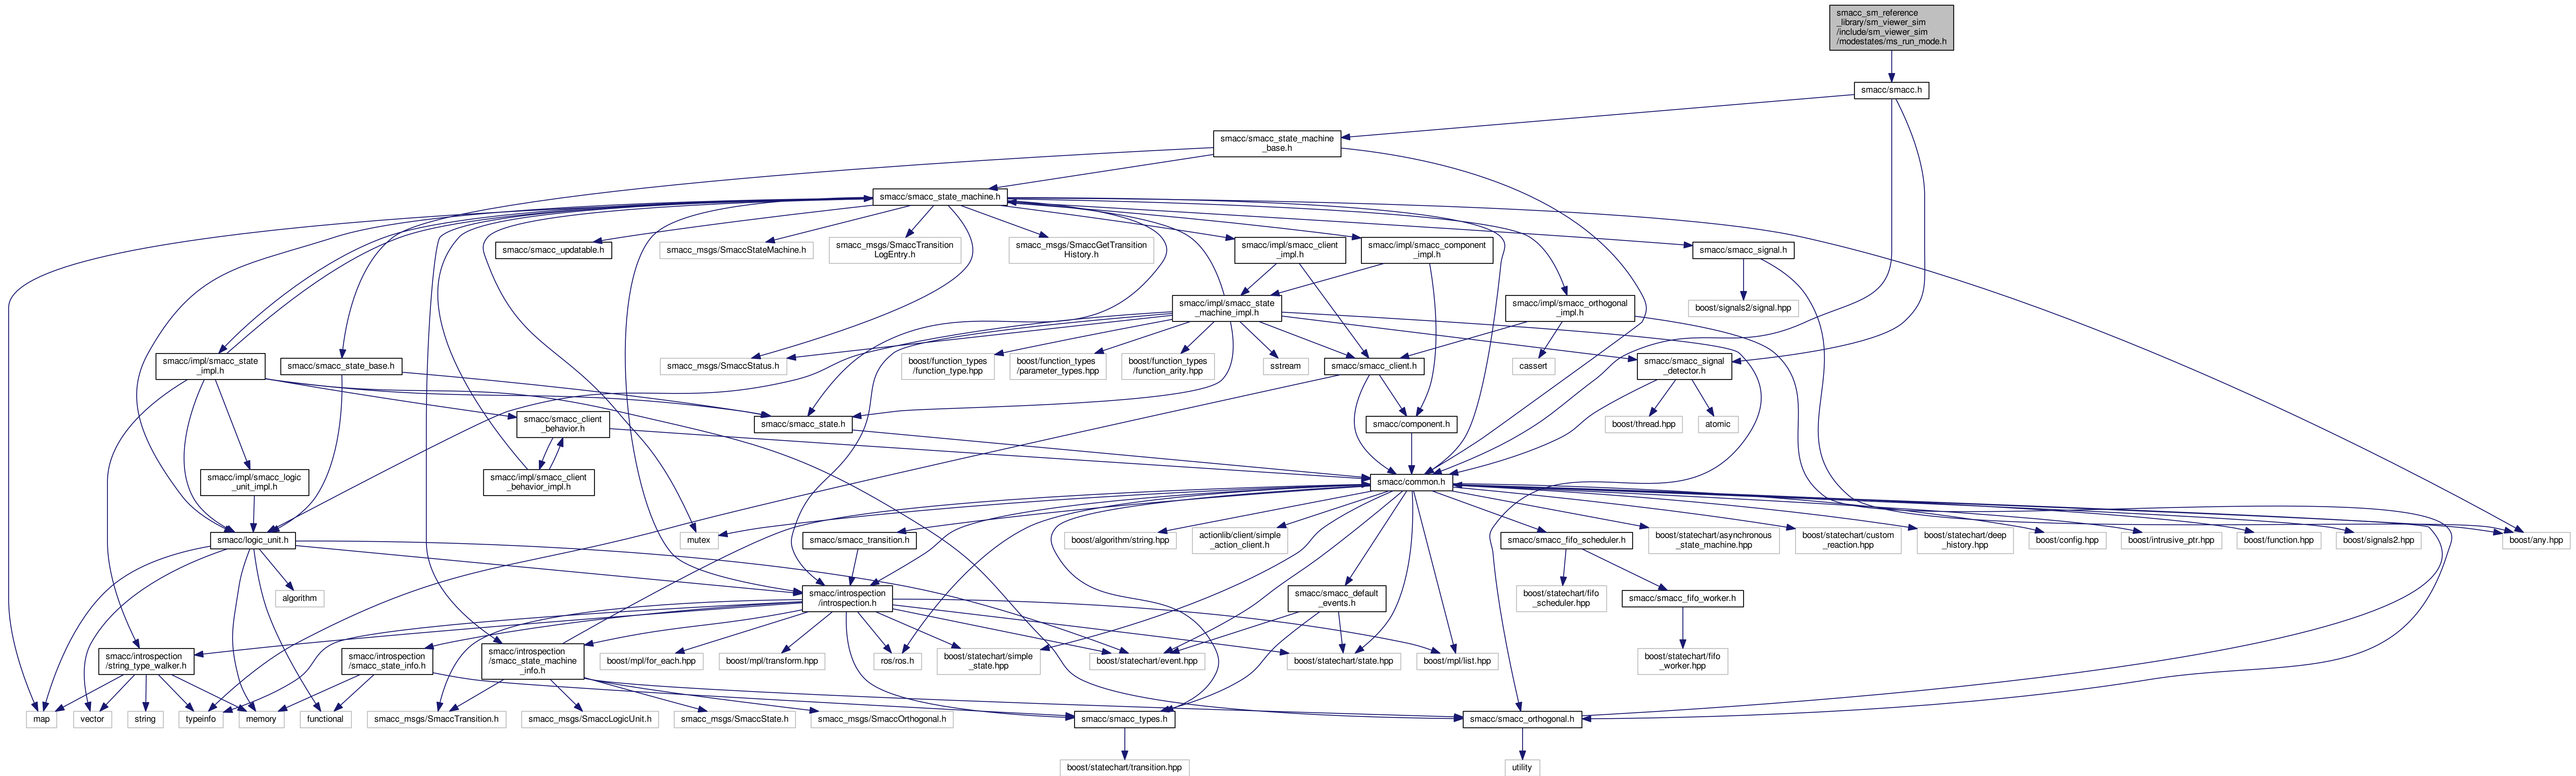 smacc_sm_reference
_library/sm_viewer_sim
/include/sm_viewer_sim
/modestates/ms_run_mode.h
smacc/smacc.h
smacc/smacc_state_machine
_base.h
smacc/smacc_state_machine.h
smacc/smacc_updatable.h
smacc_msgs/SmaccStateMachine.h
smacc_msgs/SmaccTransition
LogEntry.h
smacc_msgs/SmaccGetTransition
History.h
smacc/impl/smacc_client
_impl.h
smacc/impl/smacc_component
_impl.h
smacc/smacc_signal.h
smacc/impl/smacc_state
_machine_impl.h
smacc/impl/smacc_orthogonal
_impl.h
boost/signals2/signal.hpp
smacc/impl/smacc_state
_impl.h
smacc/smacc_state_base.h
smacc_msgs/SmaccStatus.h
boost/function_types
/function_type.hpp
boost/function_types
/parameter_types.hpp
boost/function_types
/function_arity.hpp
sstream
smacc/smacc_client.h
cassert
smacc/smacc_signal
_detector.h
smacc/smacc_client
_behavior.h
smacc/smacc_state.h
smacc/component.h
boost/thread.hpp
atomic
smacc/impl/smacc_logic
_unit_impl.h
smacc/impl/smacc_client
_behavior_impl.h
smacc/common.h
smacc/logic_unit.h
mutex
smacc/smacc_transition.h
boost/algorithm/string.hpp
actionlib/client/simple
_action_client.h
smacc/smacc_fifo_scheduler.h
boost/statechart/asynchronous
_state_machine.hpp
boost/statechart/custom
_reaction.hpp
boost/statechart/deep
_history.hpp
boost/config.hpp
boost/intrusive_ptr.hpp
boost/function.hpp
boost/signals2.hpp
boost/any.hpp
algorithm
smacc/introspection
/introspection.h
smacc/smacc_default
_events.h
boost/statechart/fifo
_scheduler.hpp
smacc/smacc_fifo_worker.h
smacc/introspection
/string_type_walker.h
smacc/introspection
/smacc_state_info.h
smacc/introspection
/smacc_state_machine
_info.h
boost/mpl/for_each.hpp
boost/mpl/transform.hpp
ros/ros.h
boost/statechart/simple
_state.hpp
boost/statechart/event.hpp
boost/statechart/state.hpp
boost/mpl/list.hpp
boost/statechart/fifo
_worker.hpp
map
vector
string
typeinfo
memory
functional
smacc_msgs/SmaccTransition.h
smacc_msgs/SmaccLogicUnit.h
smacc_msgs/SmaccState.h
smacc_msgs/SmaccOrthogonal.h
smacc/smacc_types.h
smacc/smacc_orthogonal.h
boost/statechart/transition.hpp
utility